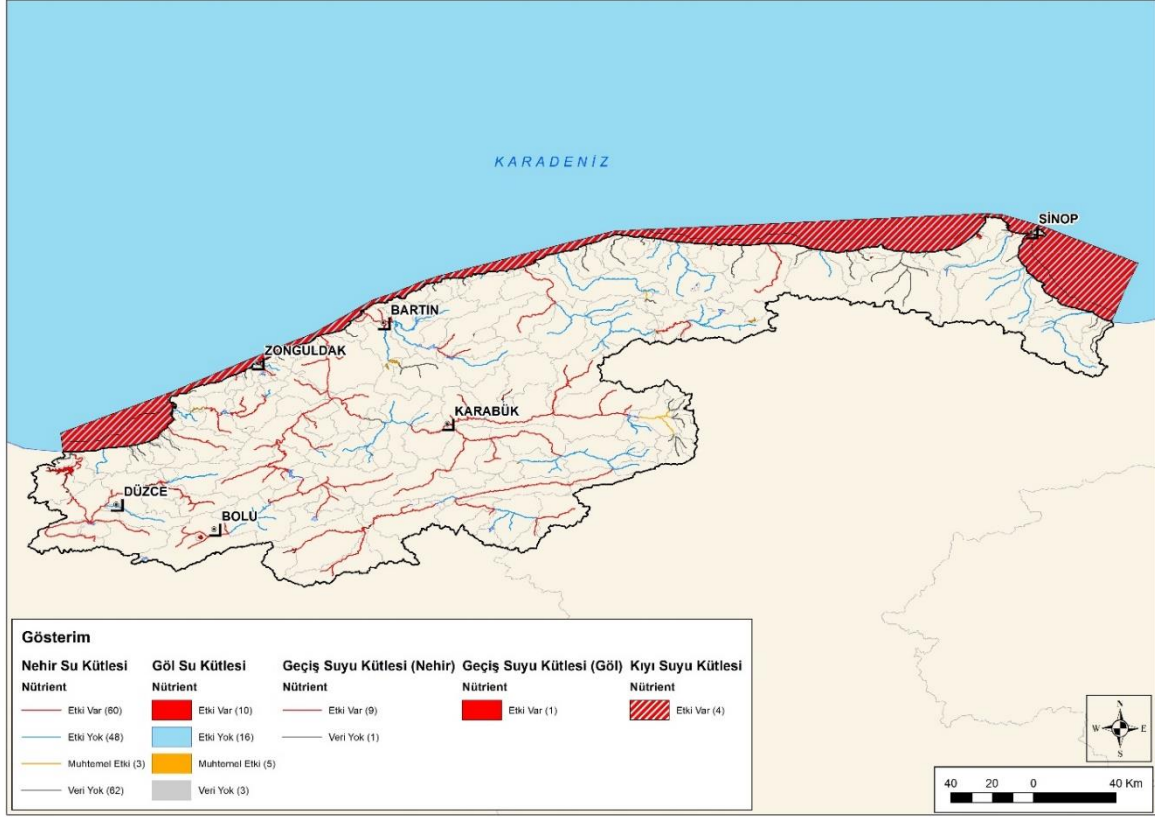 KARADENİZ
SİNOP
BARTIN
ZONGULDAK
KARABÜK
DÜZCE
BOLU
Gösterim
Nehir Su Kütlesi Göl Su Kütlesi Geçiş Suyu Kütlesi (Nehir) Geçiş Suyu Kütlesi (Göl) Kıyı Suyu Kütlesi
Nütrient Nütrient Nütrient Nütrient Nütrient
Etki Var (60) Etki Var (10) Etki Var (9) Etki Var (1) Etki Var (4)
Etki Yok (48) Etki Yok (16) Veri Yok (1)
Muhtemel Etki (3) Muhtemel Etki (5)
Veri Yok (62) Veri Yok (3)
N
W E
S
40 20 0 40 Km